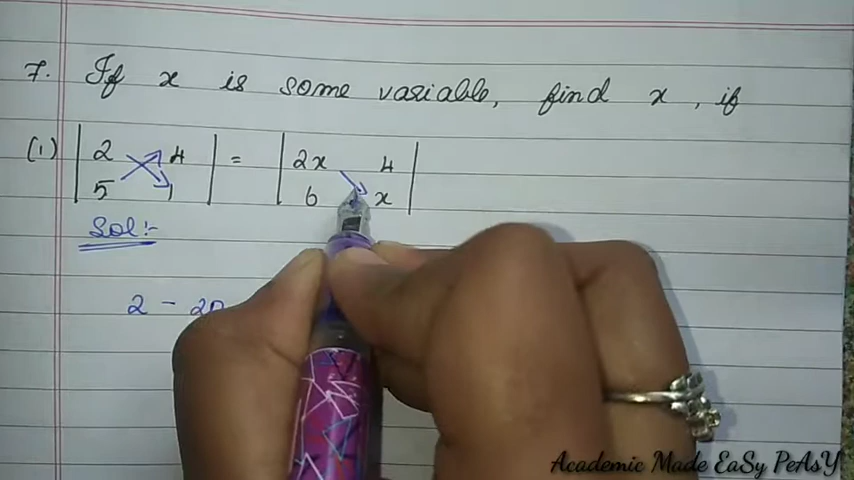 7. If x is some variable, find x, if
(1) | 2 4 | = | 2x 4 |
| 5 1 | | 6 x |
Sol:-
2 - 20
Academic Made EaSy PeAsY